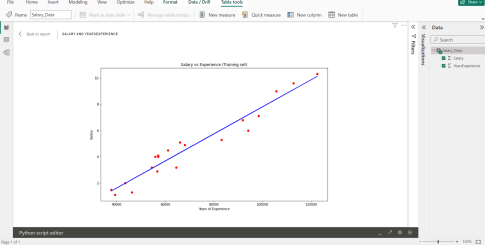 File Home Insert Modeling View Optimize Help Format Data / Drill Table tools Share
Name Salary_Data Mark as date table Manage relationships New measure Quick measure New column New table
Back to report SALARY AND YEARSEXPERIENCE
Filters
Visualizations
Data
Search
Salary_Data
Salary
YearsExperience
Salary vs Experience (Training set)
10
8
6
4
2
Salary
40000 60000 80000 100000 120000
Years of Experience
Python script editor
Page 1 of 1
100%